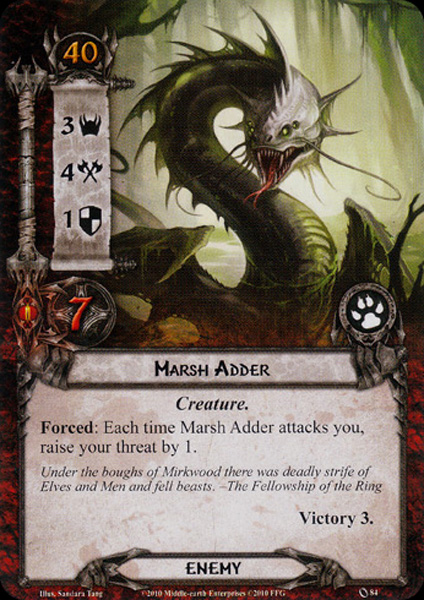 40
3
4
1
7
MARSH ADDER
Creature.
Forced: Each time Marsh Adder attacks you,
raise your threat by 1.
Under the boughs of Mirkwood there was deadly strife of
Elves and Men and fell beasts. –The Fellowship of the Ring
Victory 3.
ENEMY
Illus. Sandara Tang ©2010 Middle-earth Enterprises ©2010 FFG 84